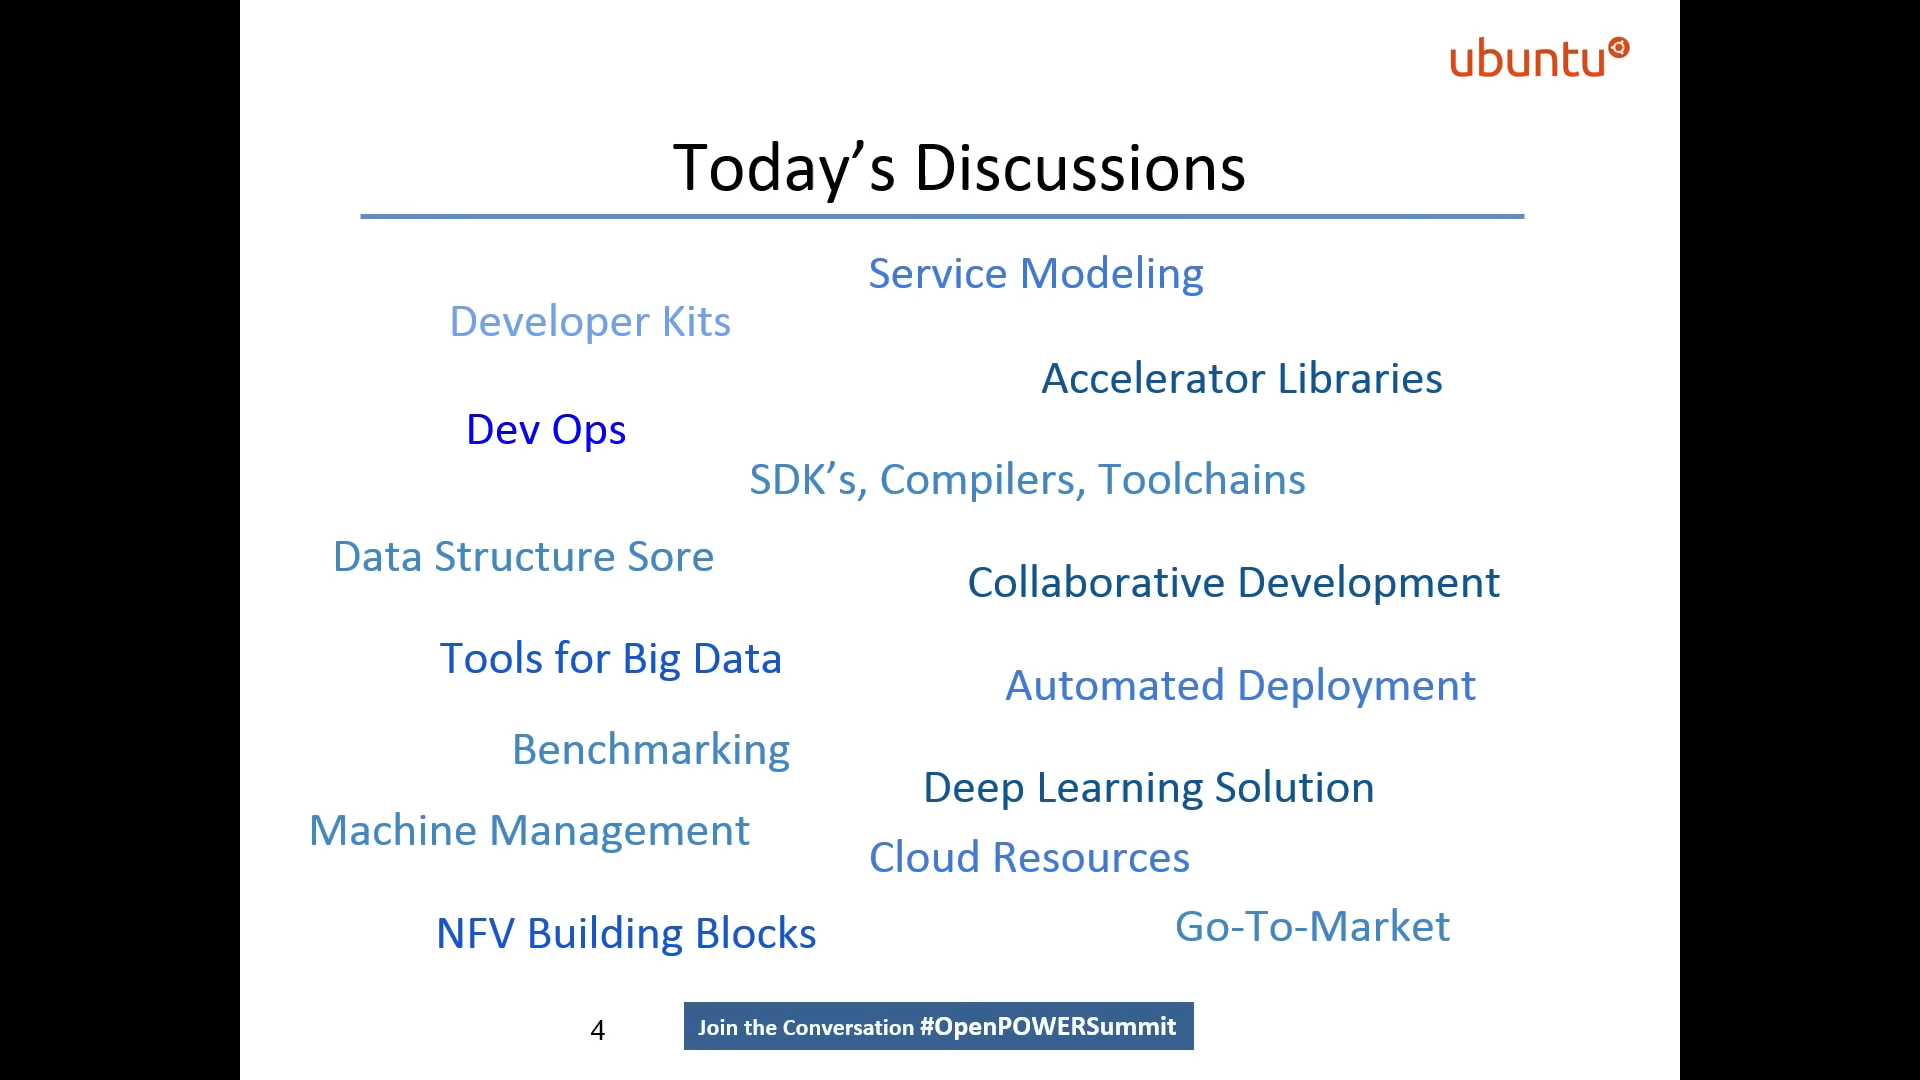 ubuntu
Today’s Discussions
Service Modeling
Developer Kits
Accelerator Libraries
Dev Ops
SDK’s, Compilers, Toolchains
Data Structure Sore
Collaborative Development
Tools for Big Data
Automated Deployment
Benchmarking
Deep Learning Solution
Machine Management
Cloud Resources
NFV Building Blocks
Go-To-Market
4
Join the Conversation #OpenPOWERSummit